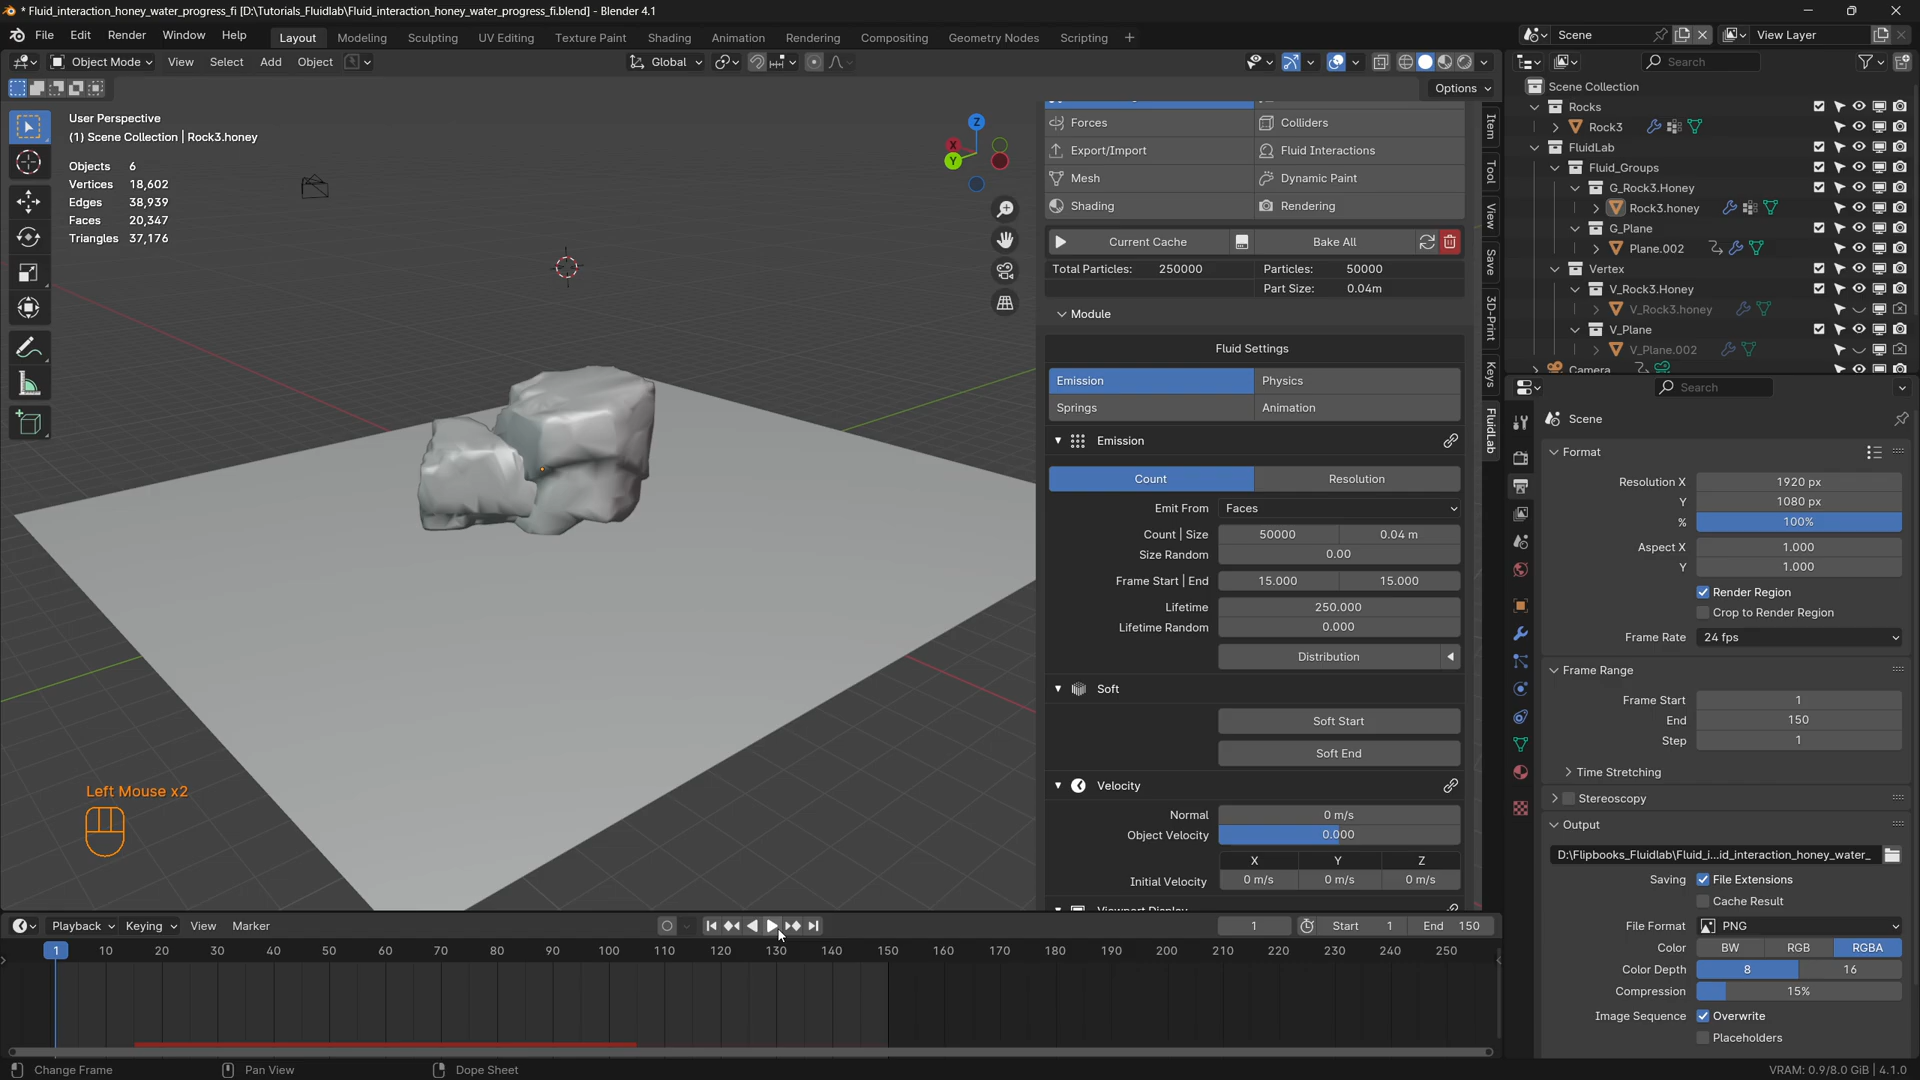 * Fluid_interaction_honey_water_progress_fi [D:\Tutorials_Fluidlab\Fluid_interaction_honey_water_progress_fi.blend] - Blender 4.1
File Edit Render Window Help Layout Modeling Sculpting UV Editing Texture Paint Shading Animation Rendering Compositing Geometry Nodes Scripting +
Scene
View Layer
Object Mode View Select Add Object
Global
Search
Options
User Perspective
(1) Scene Collection | Rock3.honey
Objects 6
Vertices 18,602
Edges 38,939
Faces 20,347
Triangles 37,176
Z
X
Y
Forces Colliders
Export/Import Fluid Interactions
Mesh Dynamic Paint
Shading Rendering
Current Cache Bake All
Total Particles: 250000 Particles: 50000
Part Size: 0.04m
Module
Fluid Settings
Emission Physics
Springs Animation
Emission
Count Resolution
Emit From Faces
Count | Size 50000 0.04 m
Size Random 0.00
Frame Start | End 15.000 15.000
Lifetime 250.000
Lifetime Random 0.000
Distribution
Soft
Soft Start
Soft End
Velocity
Normal 0 m/s
Object Velocity 0.000
X Y Z
Initial Velocity 0 m/s 0 m/s 0 m/s
Viewport Display
Item
Tool
View
Save
3D-Print
Keys
FluidLab
Scene Collection
Rocks
Rock3
FluidLab
Fluid_Groups
G_Rock3.Honey
Rock3.honey
G_Plane
Plane.002
Vertex
V_Rock3.Honey
V_Rock3.honey
V_Plane
V_Plane.002
Camera
Search
Scene
Format
Resolution X 1920 px
Y 1080 px
% 100%
Aspect X 1.000
Y 1.000
Render Region
Crop to Render Region
Frame Rate 24 fps
Frame Range
Frame Start 1
End 150
Step 1
Time Stretching
Stereoscopy
Output
D:\Flipbooks_Fluidlab\Fluid_i...id_interaction_honey_water_
Saving File Extensions
Cache Result
File Format PNG
Color BW RGB RGBA
Color Depth 8 16
Compression 15%
Image Sequence Overwrite
Placeholders
Left Mouse x2
Playback Keying View Marker
1 Start 1 End 150
1 10 20 30 40 50 60 70 80 90 100 110 120 130 140 150 160 170 180 190 200 210 220 230 240 250
Change Frame Pan View Dope Sheet
VRAM: 0.9/8.0 GiB | 4.1.0